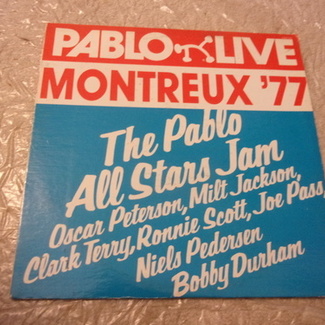 PABLO LIVE
MONTREUX '77
The Pablo
All Stars Jam
Oscar Peterson, Milt Jackson,
Clark Terry, Ronnie Scott, Joe Pass,
Niels Pedersen
Bobby Durham